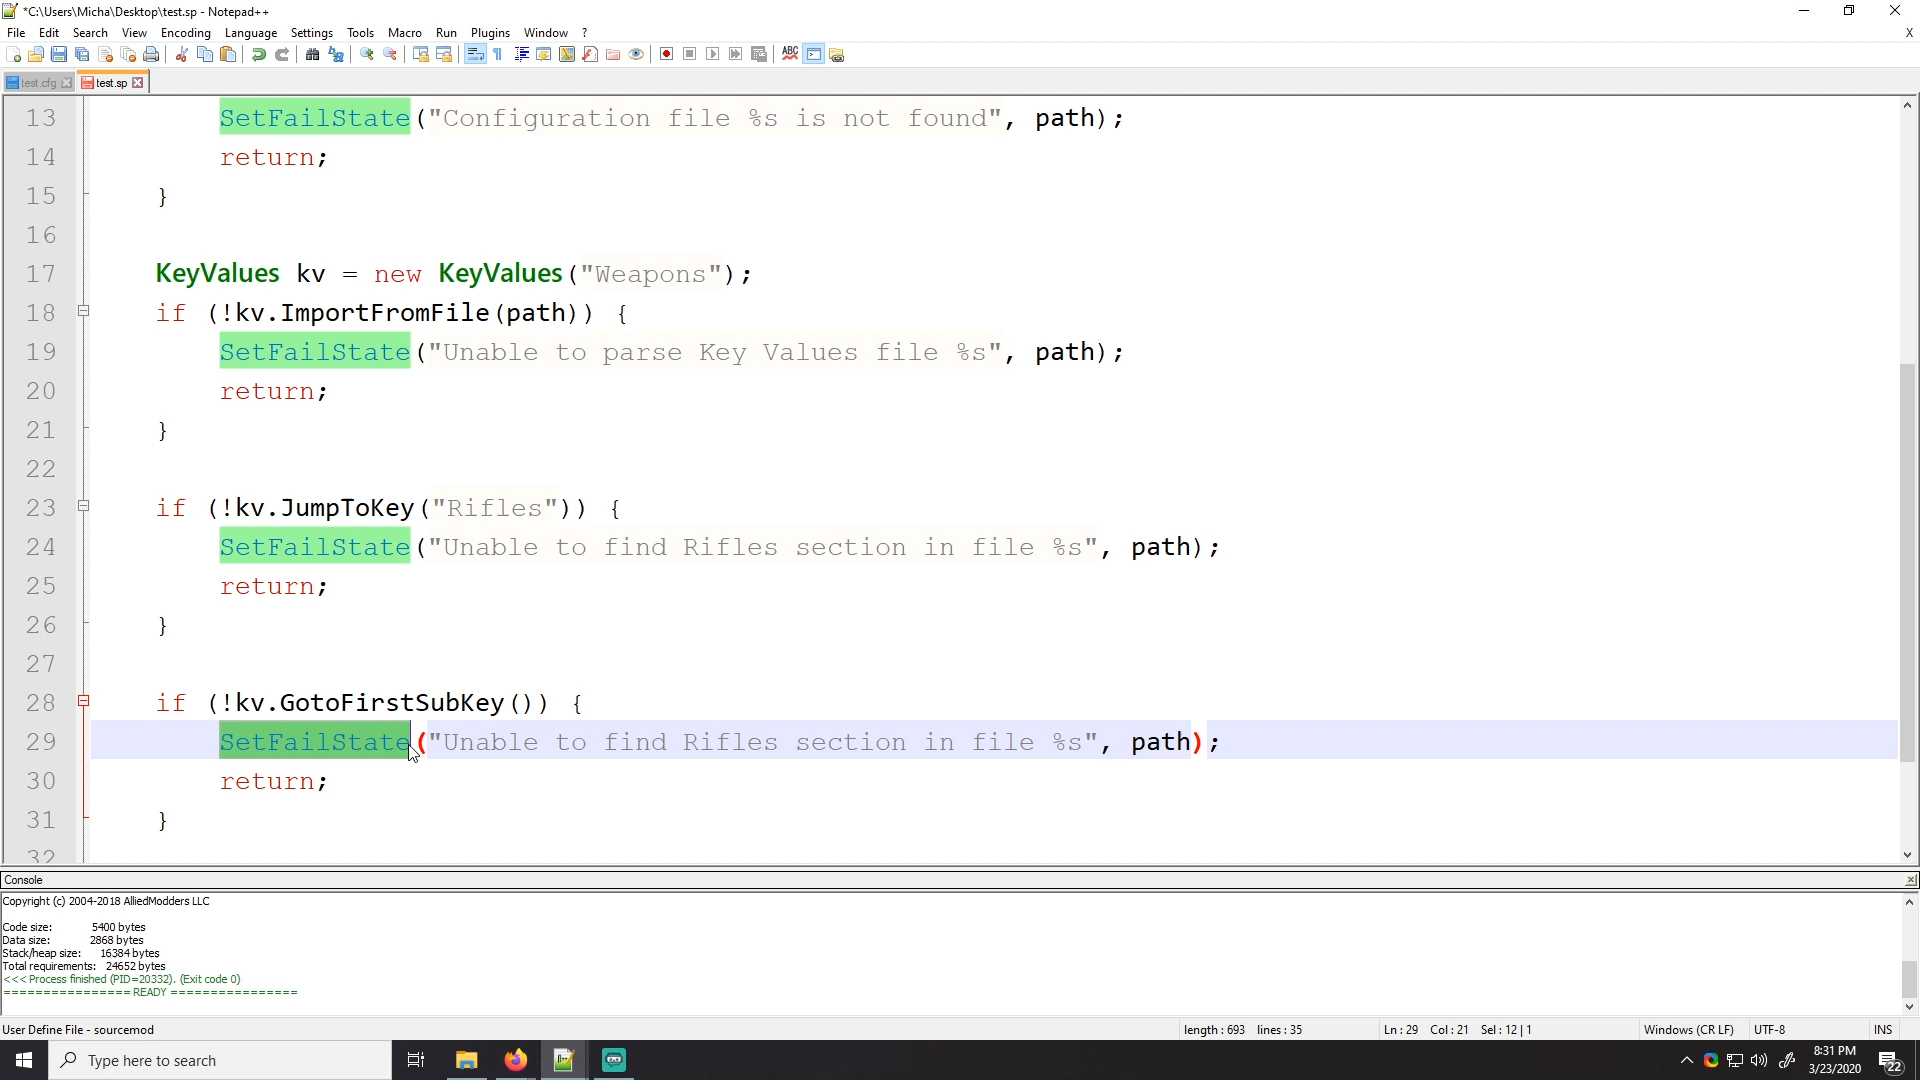 *C:\Users\Micha\Desktop\test.sp - Notepad++
File Edit Search View Encoding Language Settings Tools Macro Run Plugins Window ? X
test.cfg test.sp
13 SetFailState("Configuration file %s is not found", path);
14 return;
15 }
16
17 KeyValues kv = new KeyValues("Weapons");
18 if (!kv.ImportFromFile(path)) {
19 SetFailState("Unable to parse Key Values file %s", path);
20 return;
21 }
22
23 if (!kv.JumpToKey("Rifles")) {
24 SetFailState("Unable to find Rifles section in file %s", path);
25 return;
26 }
27
28 if (!kv.GotoFirstSubKey()) {
29 SetFailState("Unable to find Rifles section in file %s", path);
30 return;
31 }
32
Console
Copyright (c) 2004-2018 AlliedModders LLC
Code size: 5400 bytes
Data size: 2868 bytes
Stack/heap size: 16384 bytes
Total requirements: 24652 bytes
<<< Process finished (PID=20332). (Exit code 0)
================ READY ================
User Define File - sourcemod length : 693 lines : 35 Ln : 29 Col : 21 Sel : 12 | 1 Windows (CR LF) UTF-8 INS
Type here to search 8:31 PM
3/23/2020 22